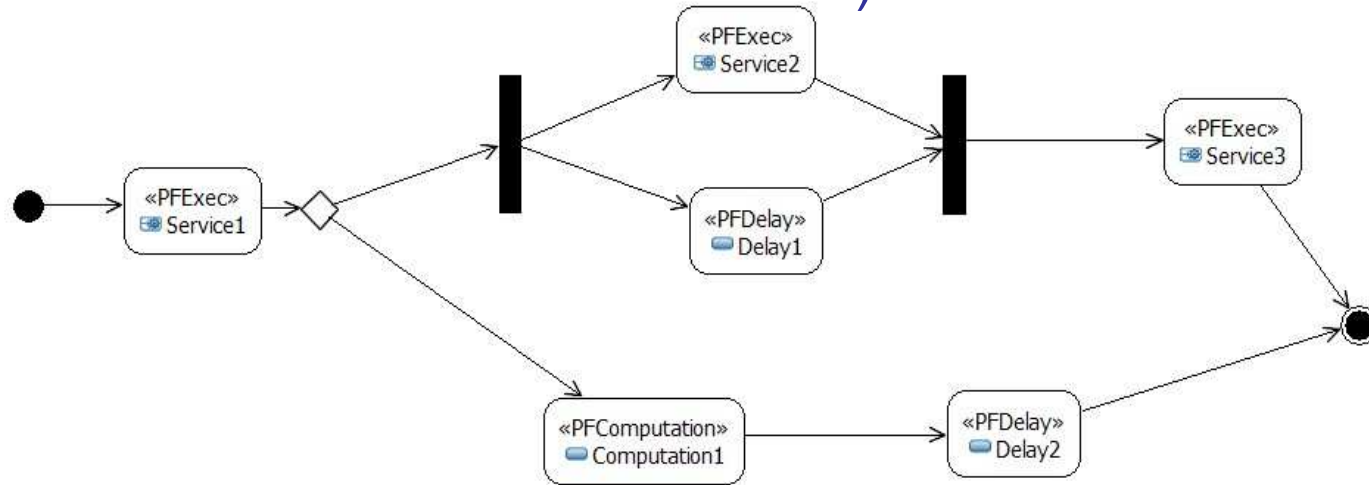 «PFExec»
Service2
«PFExec»
Service3
«PFExec»
Service1
«PFDelay»
Delay1
«PFComputation»
Computation1
«PFDelay»
Delay2